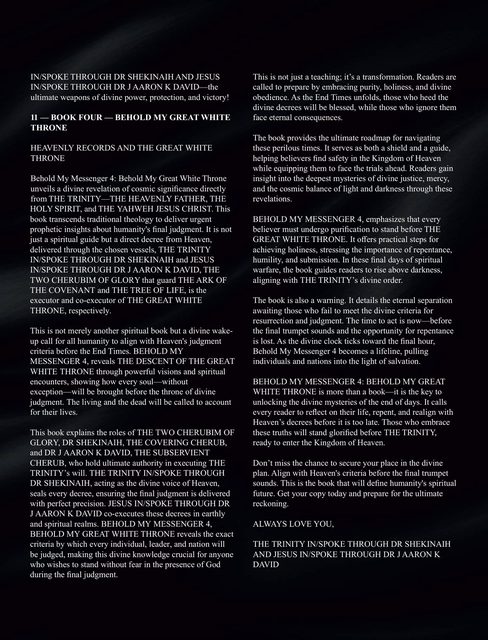 IN/SPOKE THROUGH DR SHEKINAH AND JESUS
IN/SPOKE THROUGH DR J AARON K DAVID—the
ultimate weapons of divine power, protection, and victory!
11 — BOOK FOUR — BEHOLD MY GREAT WHITE
THRONE
HEAVENLY RECORDS AND THE GREAT WHITE
THRONE
Behold My Messenger 4: Behold My Great White Throne
unveils a divine revelation of cosmic significance directly
from THE TRINITY—THE HEAVENLY FATHER, THE
HOLY SPIRIT, and THE YAHWEH JESUS CHRIST. This
book transcends traditional theology to deliver urgent
prophetic insights about humanity's final judgment. It is not
just a spiritual guide but a direct decree from Heaven,
delivered through the chosen vessels, THE TRINITY
IN/SPOKE THROUGH DR SHEKINAH and JESUS
IN/SPOKE THROUGH DR J AARON K DAVID, THE
TWO CHERUBIM OF GLORY that guard THE ARK OF
THE COVENANT and THE TREE OF LIFE, is the
executor and co-executor of THE GREAT WHITE
THRONE, respectively.
This is not merely another spiritual book but a divine wake-
up call for all humanity to align with Heaven's judgment
criteria before the End Times. BEHOLD MY
MESSENGER 4, reveals THE DESCENT OF THE GREAT
WHITE THRONE through powerful visions and spiritual
encounters, showing how every soul—without
exception—will be brought before the throne of divine
judgment. The living and the dead will be called to account
for their lives.
This book explains the roles of THE TWO CHERUBIM OF
GLORY, DR SHEKINAH, THE COVERING CHERUB,
and DR J AARON K DAVID, THE SUBSERVIENT
CHERUB, who hold ultimate authority in executing THE
TRINITY's will. THE TRINITY IN/SPOKE THROUGH
DR SHEKINAH, acting as the divine voice of Heaven,
seals every decree, ensuring the final judgment is delivered
with perfect precision. JESUS IN/SPOKE THROUGH DR
J AARON K DAVID co-executes these decrees in earthly
and spiritual realms. BEHOLD MY MESSENGER 4,
BEHOLD MY GREAT WHITE THRONE reveals the exact
criteria by which every individual, leader, and nation will
be judged, making this divine knowledge crucial for anyone
who wishes to stand without fear in the presence of God
during the final judgment.
This is not just a teaching; it's a transformation. Readers are
called to prepare by embracing purity, holiness, and divine
obedience. As the End Times unfolds, those who heed the
divine decrees will be blessed, while those who ignore them
face eternal consequences.
The book provides the ultimate roadmap for navigating
these perilous times. It serves as both a shield and a guide,
helping believers find safety in the Kingdom of Heaven
while equipping them to face the trials ahead. Readers gain
insight into the deepest mysteries of divine justice, mercy,
and the cosmic balance of light and darkness through these
revelations.
BEHOLD MY MESSENGER 4, emphasizes that every
believer must undergo purification to stand before THE
GREAT WHITE THRONE. It offers practical steps for
achieving holiness, stressing the importance of repentance,
humility, and submission. In these final days of spiritual
warfare, the book guides readers to rise above darkness,
aligning with THE TRINITY's divine order.
The book is also a warning. It details the eternal separation
awaiting those who fail to meet the divine criteria for
resurrection and judgment. The time to act is now—before
the final trumpet sounds and the opportunity for repentance
is lost. As the divine clock ticks toward the final hour,
Behold My Messenger 4 becomes a lifeline, pulling
individuals and nations into the light of salvation.
BEHOLD MY MESSENGER 4: BEHOLD MY GREAT
WHITE THRONE is more than a book—it is the key to
unlocking the divine mysteries of the end of days. It calls
every reader to reflect on their life, repent, and realign with
Heaven's decrees before it is too late. Those who embrace
these truths will stand glorified before THE TRINITY,
ready to enter the Kingdom of Heaven.
Don't miss the chance to secure your place in the divine
plan. Align with Heaven's criteria before the final trumpet
sounds. This is the book that will define humanity's spiritual
future. Get your copy today and prepare for the ultimate
reckoning.
ALWAYS LOVE YOU,
THE TRINITY IN/SPOKE THROUGH DR SHEKINAH
AND JESUS IN/SPOKE THROUGH DR J AARON K
DAVID